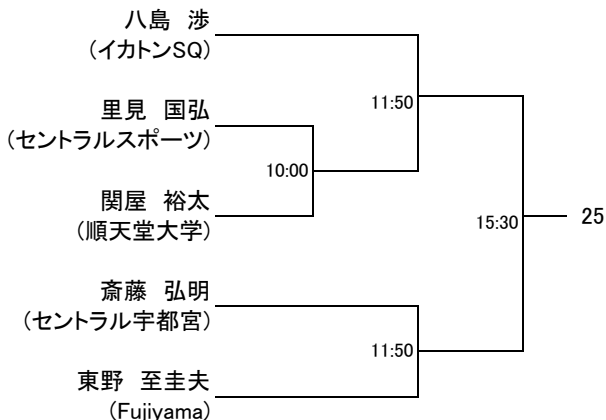 八島　渉
(イカトンSQ)
11:50
里見　国弘
(セントラルスポーツ)
10:00
関屋　裕太
(順天堂大学)
15:30
25
斎藤　弘明
(セントラル宇都宮)
11:50
東野　至圭夫
(Fujiyama)